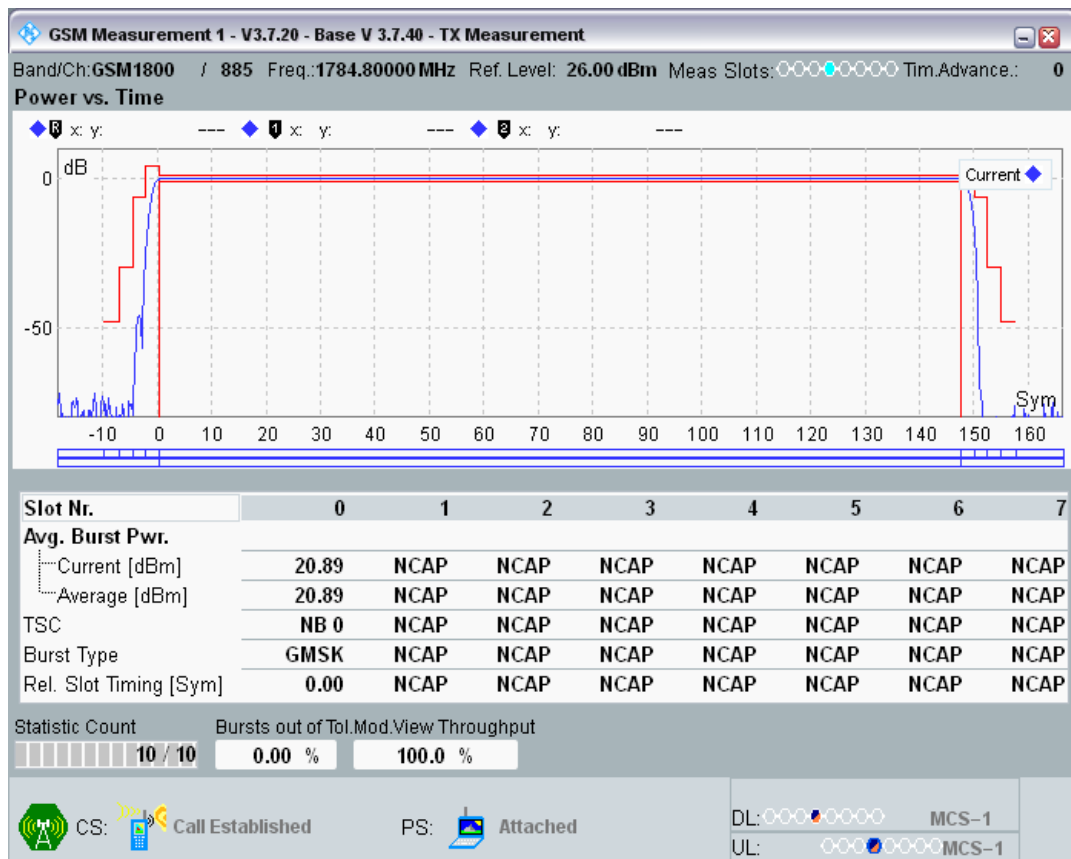 GSM Measurement 1 - V3.7.20 - Base V 3.7.40 - TX Measurement
Band/Ch:GSM1800 / 885 Freq.:1784.80000 MHz Ref. Level: 26.00 dBm Meas Slots: Tim.Advance.: 0
Power vs. Time
R x: y: --- 1 x: y: --- 2 x: y: ---
dB
0
Current
-50
Sym
-10 0 10 20 30 40 50 60 70 80 90 100 110 120 130 140 150 160
Slot Nr. 0 1 2 3 4 5 6 7
Avg. Burst Pwr.
Current [dBm] 20.89 NCAP NCAP NCAP NCAP NCAP NCAP NCAP
Average [dBm] 20.89 NCAP NCAP NCAP NCAP NCAP NCAP NCAP
TSC NB 0 NCAP NCAP NCAP NCAP NCAP NCAP NCAP
Burst Type GMSK NCAP NCAP NCAP NCAP NCAP NCAP NCAP
Rel. Slot Timing [Sym] 0.00 NCAP NCAP NCAP NCAP NCAP NCAP NCAP
Statistic Count Bursts out of Tol.Mod.View Throughput
10 / 10 0.00 % 100.0 %
CS: Call Established PS: Attached
DL: MCS-1
UL: MCS-1